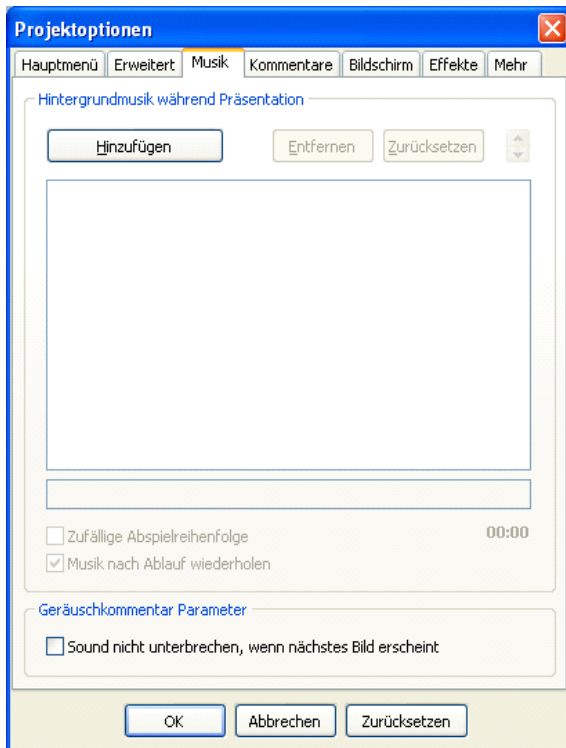 Projektoptionen
Hauptmenü Erweitert Musik Kommentare Bildschirm Effekte Mehr
Hintergrundmusik während Präsentation
Hinzufügen Entfernen Zurücksetzen
Zufällige Abspielreihenfolge 00:00
Musik nach Ablauf wiederholen
Geräuschkommentar Parameter
Sound nicht unterbrechen, wenn nächstes Bild erscheint
OK Abbrechen Zurücksetzen